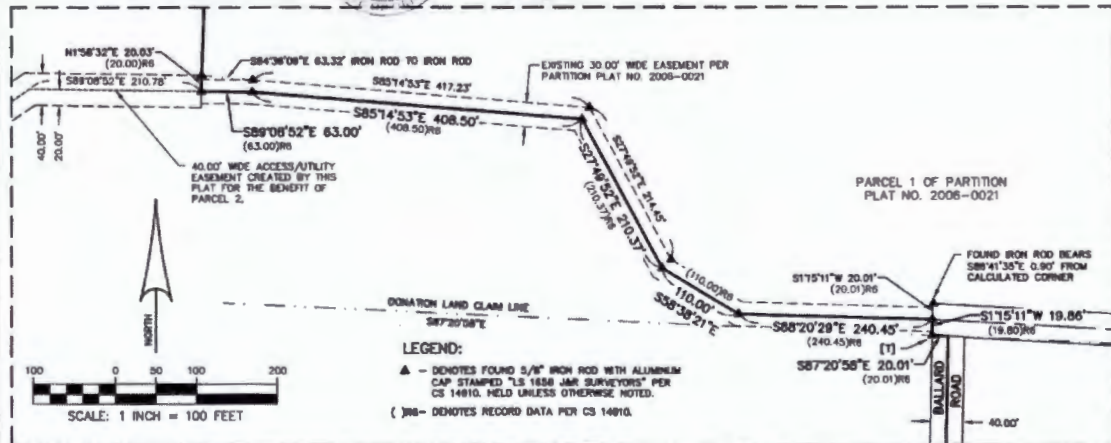 N1°56'32"E 20.03'
(20.00)R6
S89°08'52"E 210.78'
S84°36'08"E 63.32' IRON ROD TO IRON ROD
EXISTING 30.00' WIDE EASEMENT PER
PARTITION PLAT NO. 2006-0021
S85°14'53"E 417.23'
S85°14'53"E 408.50'
(408.50)R6
S89°08'52"E 63.00'
(63.00)R6
40.00'
20.00'
40.00' WIDE ACCESS/UTILITY
EASEMENT CREATED BY THIS
PLAT FOR THE BENEFIT OF
PARCEL 2.
S27°49'52"E 214.45'
S27°49'52"E 210.37'
(210.37)R6
PARCEL 1 OF PARTITION
PLAT NO. 2006-0021
FOUND IRON ROD BEARS
0.90' FROM
CALCULATED CORNER
S1°15'11"W 20.01'
(20.01)R6
(110.00)R6
110.00'
S58°38'21"E
S1°15'11"W 19.86'
(19.80)R6
S88°20'29"E 240.45'
(240.45)R6
[T]
S87°20'58"E 20.01'
(20.01)R6
NORTH
DONATION LAND CLAIM LINE
S87°20'58"E
LEGEND:
▲ - DENOTES FOUND 5/8" IRON ROD WITH ALUMINUM
CAP STAMPED "LS 1658 J&R SURVEYORS" PER
CS 14910. HELD UNLESS OTHERWISE NOTED.
( )R6- DENOTES RECORD DATA PER CS 14910.
100 0 100 200
SCALE: 1 INCH = 100 FEET
BALLARD
ROAD
40.00'